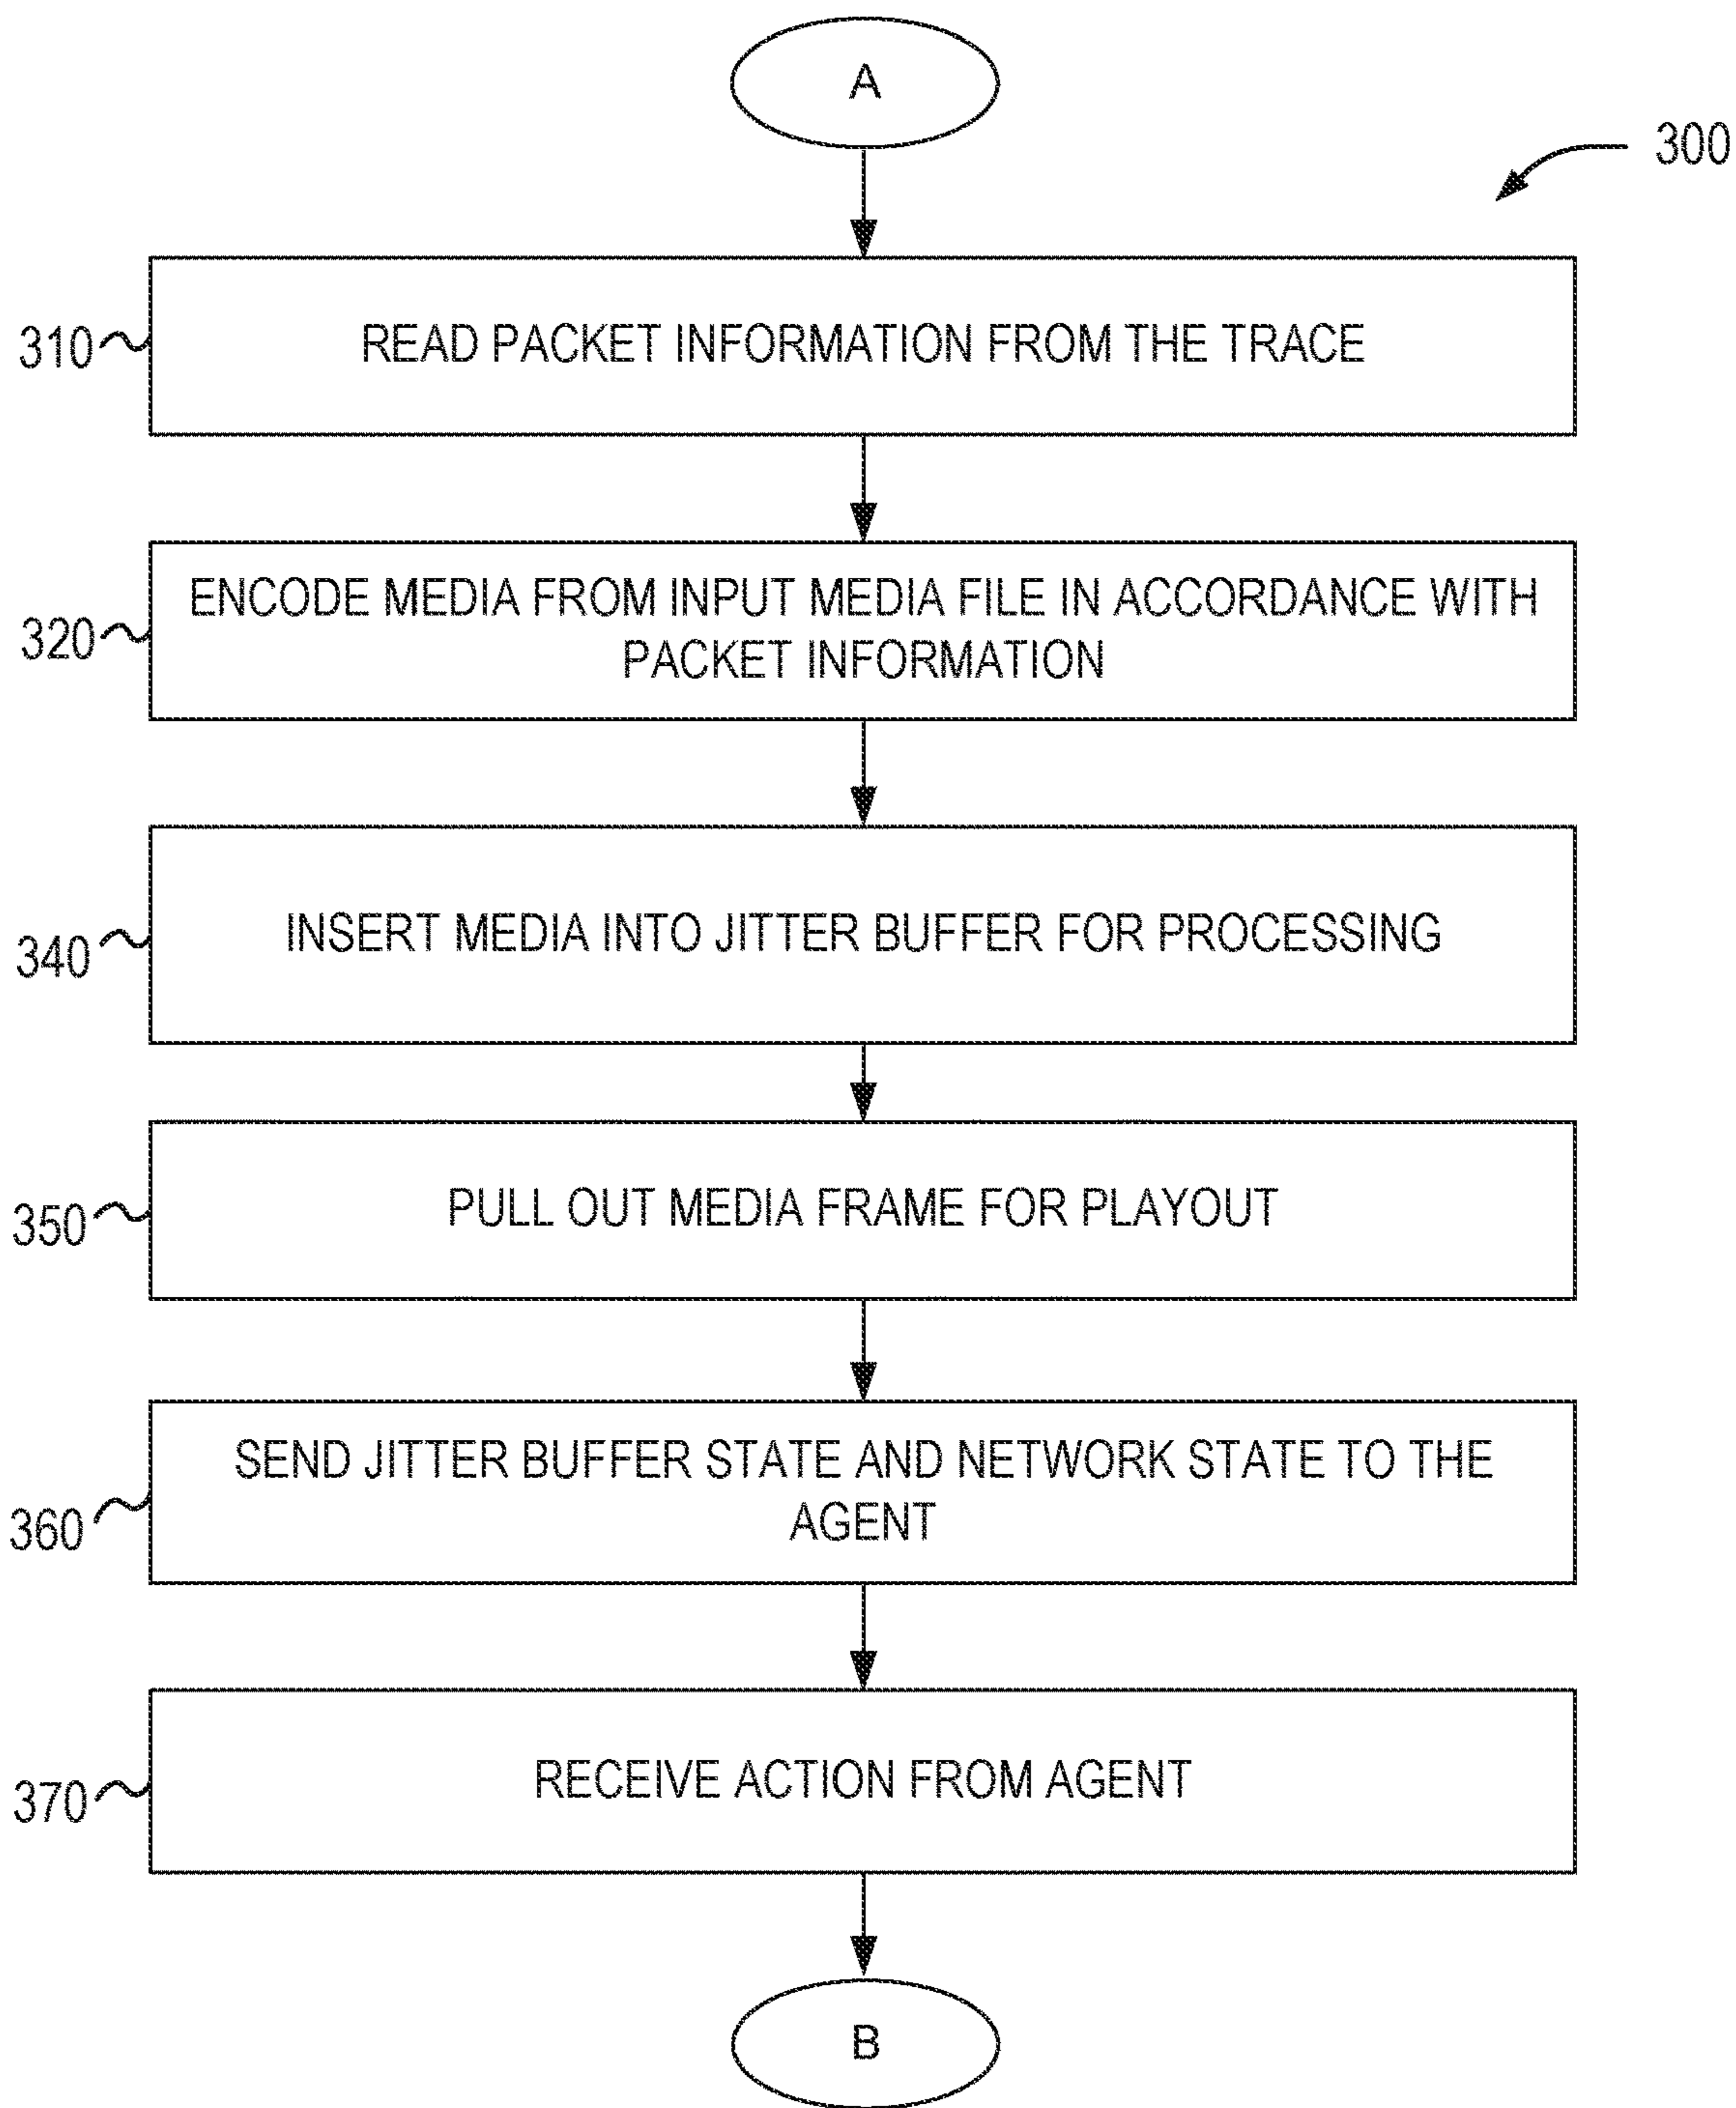 A
300
310
READ PACKET INFORMATION FROM THE TRACE
320
ENCODE MEDIA FROM INPUT MEDIA FILE IN ACCORDANCE WITH
PACKET INFORMATION
340
INSERT MEDIA INTO JITTER BUFFER FOR PROCESSING
350
PULL OUT MEDIA FRAME FOR PLAYOUT
360
SEND JITTER BUFFER STATE AND NETWORK STATE TO THE
AGENT
370
RECEIVE ACTION FROM AGENT
B